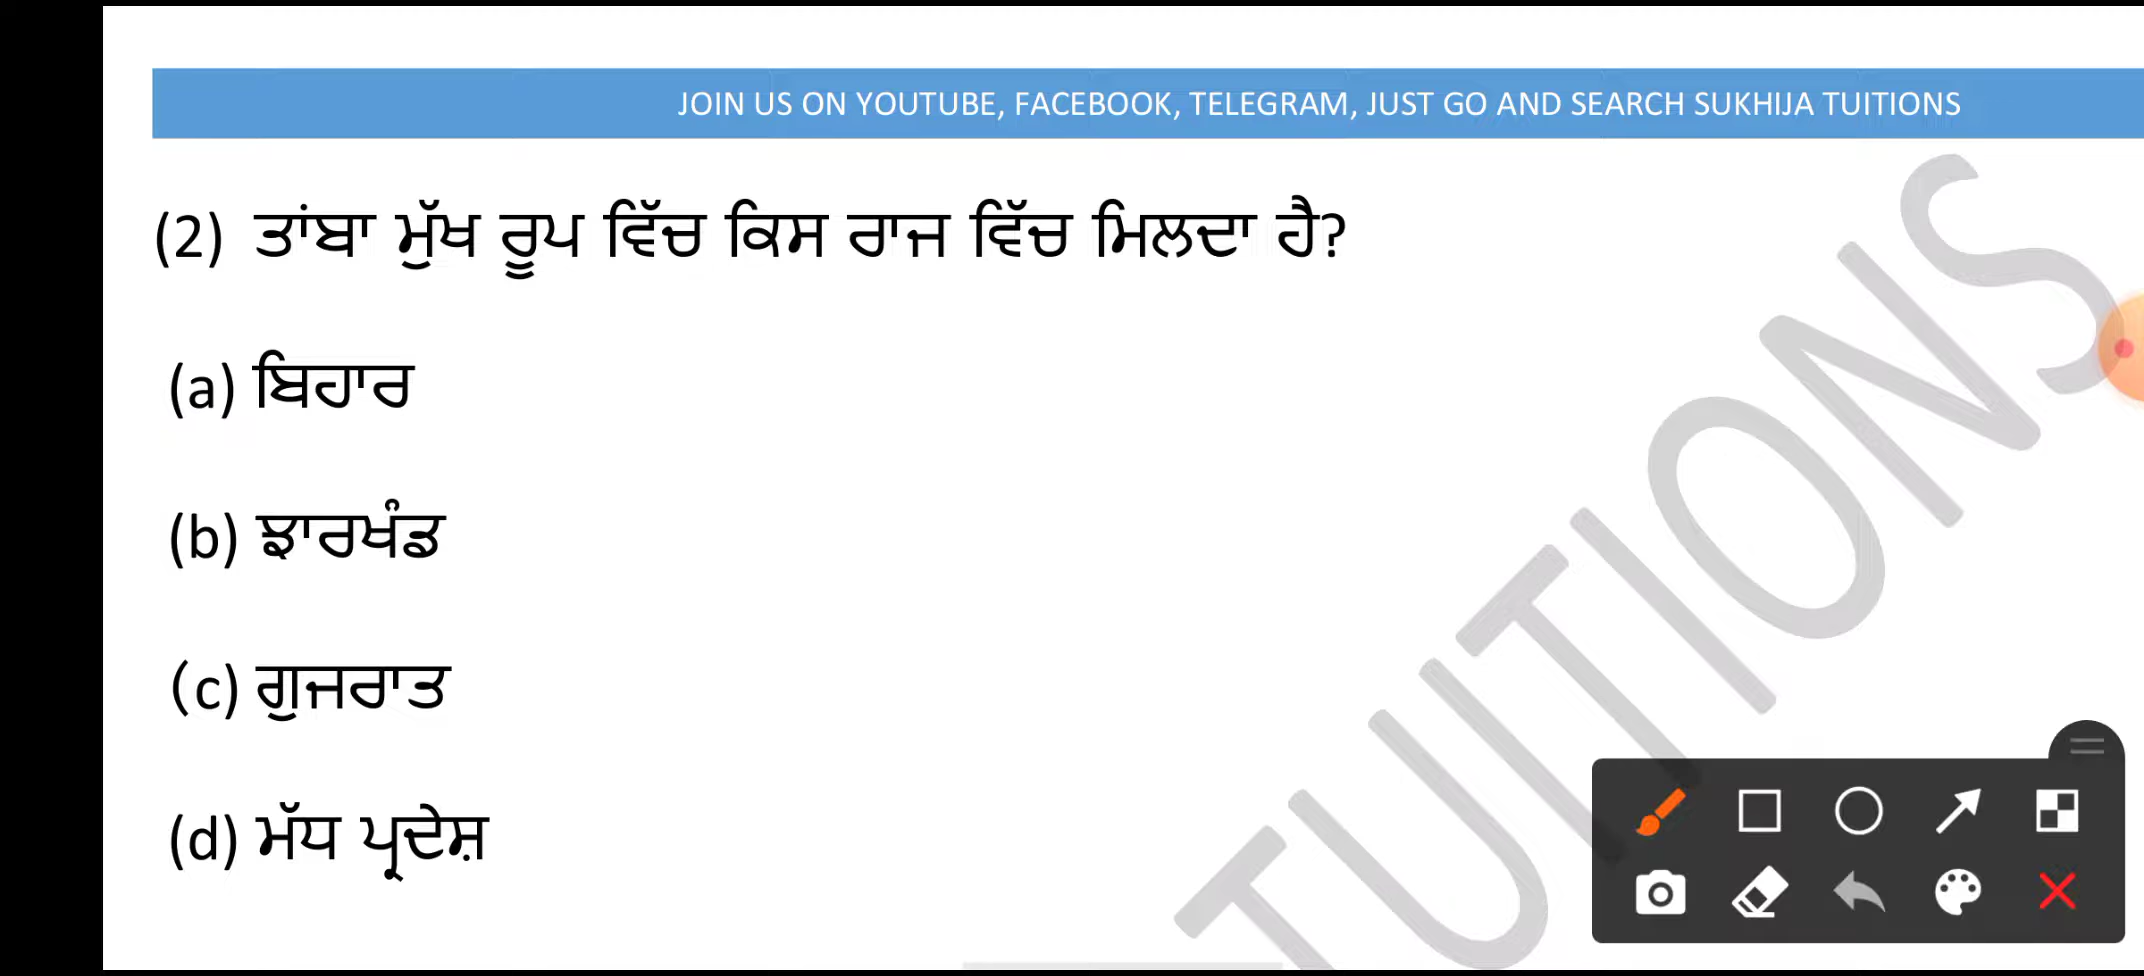 JOIN US ON YOUTUBE, FACEBOOK, TELEGRAM, JUST GO AND SEARCH SUKHIJA TUITIONS
(2) ਤਾਂਬਾ ਮੁੱਖ ਰੂਪ ਵਿੱਚ ਕਿਸ ਰਾਜ ਵਿੱਚ ਮਿਲਦਾ ਹੈ?
(a) ਬਿਹਾਰ
(b) ਝਾਰਖੰਡ
(c) ਗੁਜਰਾਤ
(d) ਮੱਧ ਪ੍ਰਦੇਸ਼
TUITIONS